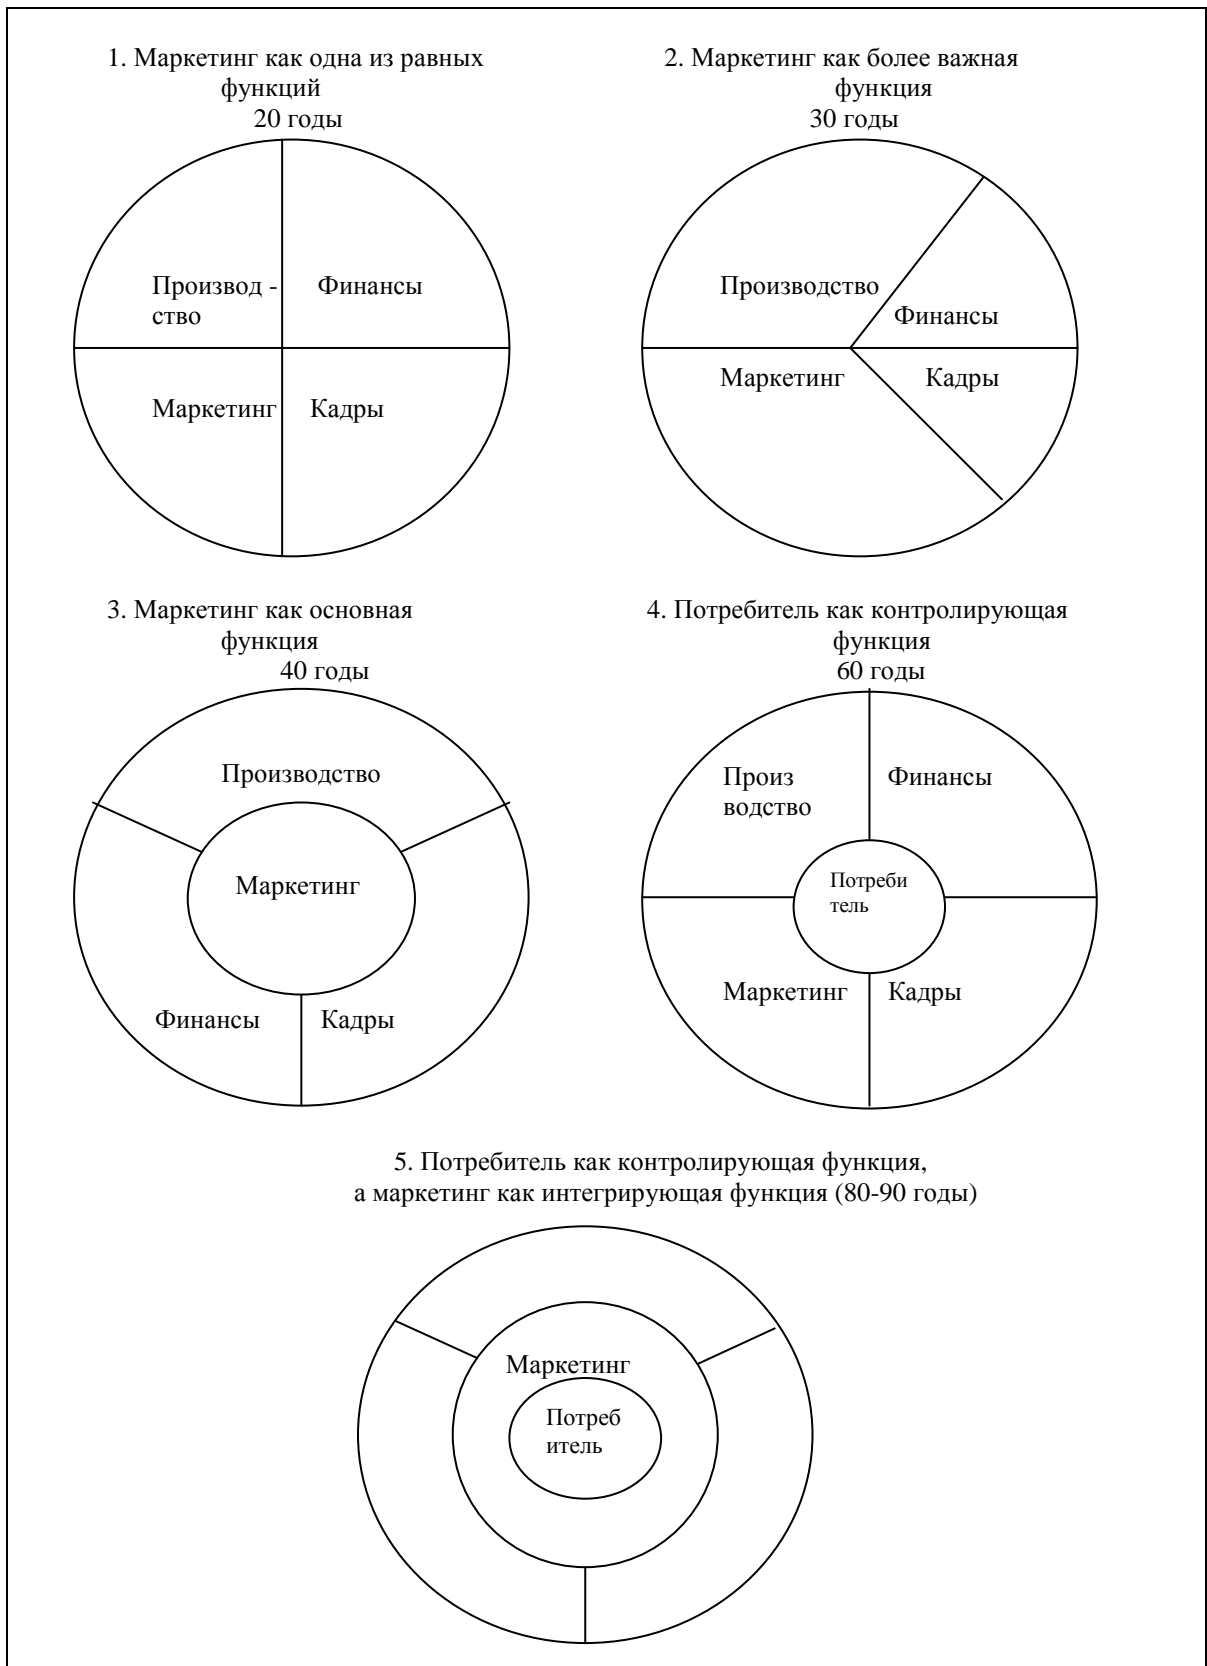 1. Маркетинг как одна из равных
функций
20 годы
Производ -
ство
Финансы
Маркетинг
Кадры
2. Маркетинг как более важная
функция
30 годы
Производство
Финансы
Маркетинг
Кадры
3. Маркетинг как основная
функция
40 годы
Производство
Маркетинг
Финансы
Кадры
4. Потребитель как контролирующая
функция
60 годы
Произ
водство
Финансы
Потреби
тель
Маркетинг
Кадры
5. Потребитель как контролирующая функция,
а маркетинг как интегрирующая функция (80-90 годы)
Маркетинг
Потреб
итель